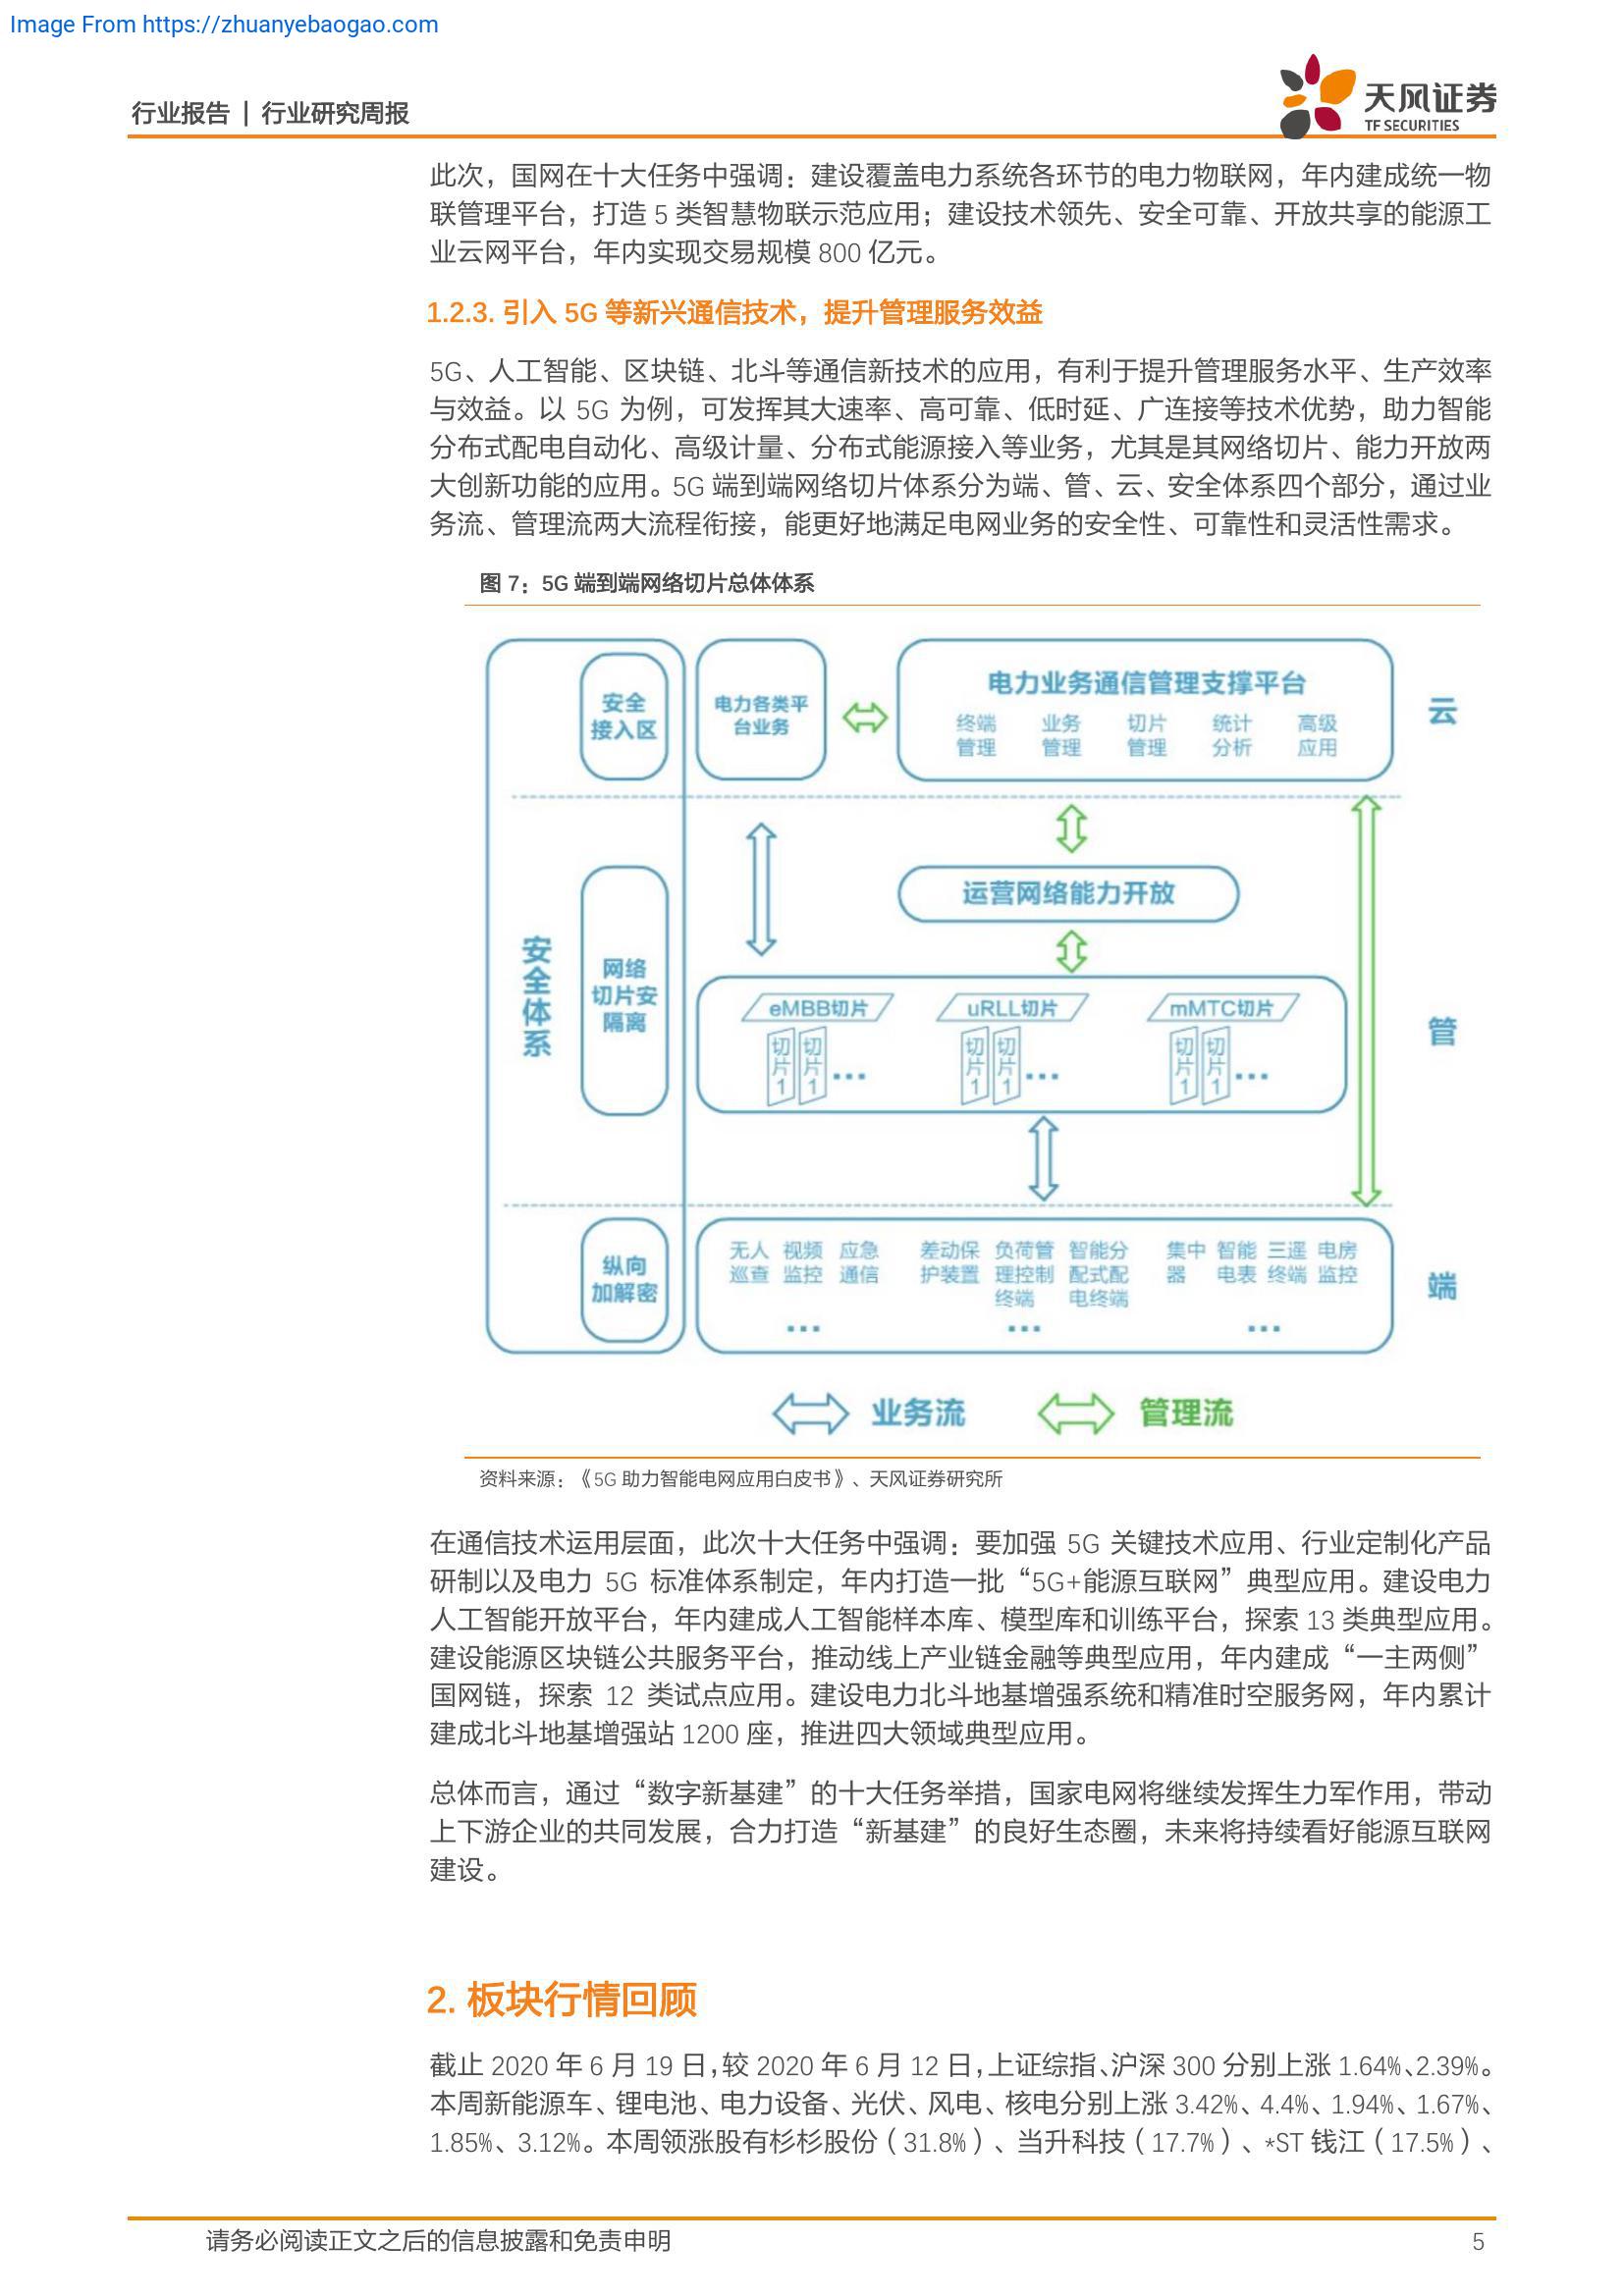 Image From https://zhuanyebaogao.com
行业报告 | 行业研究周报
天风证券
TF SECURITIES
此次，国网在十大任务中强调：建设覆盖电力系统各环节的电力物联网，年内建成统一物
联管理平台，打造 5 类智慧物联示范应用；建设技术领先、安全可靠、开放共享的能源工
业云网平台，年内实现交易规模 800 亿元。
1.2.3. 引入 5G 等新兴通信技术，提升管理服务效益
5G、人工智能、区块链、北斗等通信新技术的应用，有利于提升管理服务水平、生产效率
与效益。以 5G 为例，可发挥其大速率、高可靠、低时延、广连接等技术优势，助力智能
分布式配电自动化、高级计量、分布式能源接入等业务，尤其是其网络切片、能力开放两
大创新功能的应用。5G 端到端网络切片体系分为端、管、云、安全体系四个部分，通过业
务流、管理流两大流程衔接，能更好地满足电网业务的安全性、可靠性和灵活性需求。
图 7：5G 端到端网络切片总体体系
安全体系
安全
接入区
电力各类平
台业务
电力业务通信管理支撑平台
终端 业务 切片 统计 高级
管理 管理 管理 分析 应用
云
运营网络能力开放
网络
切片安
隔离
eMBB切片 uRLL切片 mMTC切片
切片1 切片1 ... 切片1 切片1 ... 切片1 切片1 ...
管
纵向
加解密
无人 视频 应急 差动保 负荷管 智能分 集中 智能 三遥 电房
巡查 监控 通信 护装置 理控制 配式配 器 电表 终端 监控
终端 电终端
... ... ...
端
业务流 管理流
资料来源：《5G 助力智能电网应用白皮书》、天风证券研究所
在通信技术运用层面，此次十大任务中强调：要加强 5G 关键技术应用、行业定制化产品
研制以及电力 5G 标准体系制定，年内打造一批“5G+能源互联网”典型应用。建设电力
人工智能开放平台，年内建成人工智能样本库、模型库和训练平台，探索 13 类典型应用。
建设能源区块链公共服务平台，推动线上产业链金融等典型应用，年内建成“一主两侧”
国网链，探索 12 类试点应用。建设电力北斗地基增强系统和精准时空服务网，年内累计
建成北斗地基增强站 1200 座，推进四大领域典型应用。
总体而言，通过“数字新基建”的十大任务举措，国家电网将继续发挥生力军作用，带动
上下游企业的共同发展，合力打造“新基建”的良好生态圈，未来将持续看好能源互联网
建设。
2. 板块行情回顾
截止 2020 年 6 月 19 日，较 2020 年 6 月 12 日，上证综指、沪深 300 分别上涨 1.64%、2.39%。
本周新能源车、锂电池、电力设备、光伏、风电、核电分别上涨 3.42%、4.4%、1.94%、1.67%、
1.85%、3.12%。本周领涨股有杉杉股份（31.8%）、当升科技（17.7%）、*ST 钱江（17.5%）、
请务必阅读正文之后的信息披露和免责申明
5